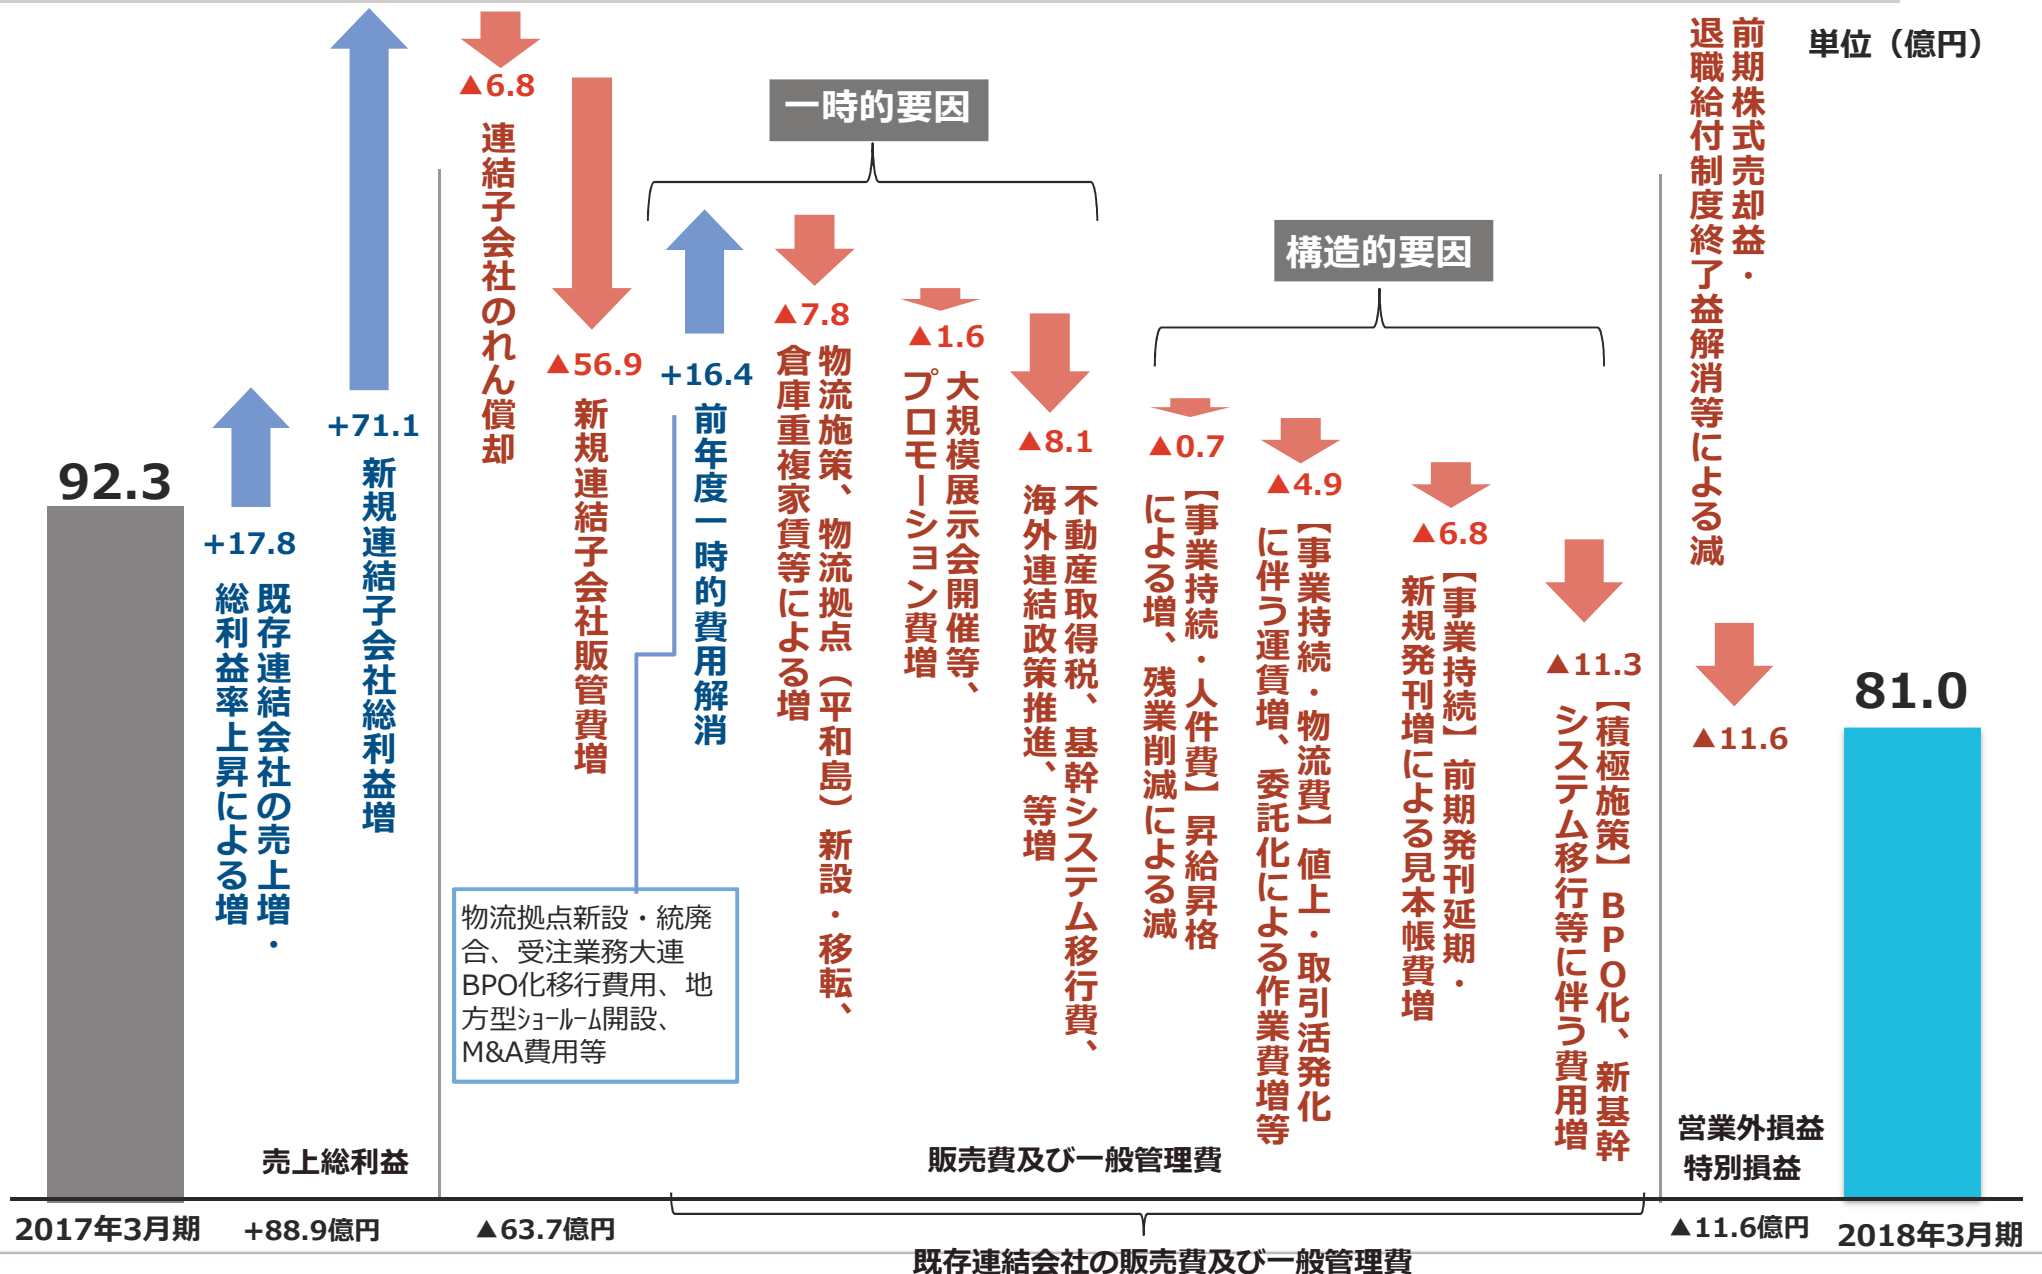 単位（億円）
92.3
+17.8
既存連結会社の売上増・
総利益率上昇による増
+71.1
新規連結子会社総利益増
▲6.8
連結子会社のれん償却
▲56.9
新規連結子会社販管費増
一時的要因
+16.4
前年度一時的費用解消
物流拠点新設・統廃
合、受注業務大連
BPO化移行費用、地
方型ｼｮｰﾙｰﾑ開設、
M&A費用等
▲7.8
物流施策、物流拠点（平和島）新設・移転、
倉庫重複家賃等による増
▲1.6
大規模展示会開催等、
プロモーション費増
▲8.1
不動産取得税、基幹システム移行費、
海外連結政策推進、等増
構造的要因
▲0.7
【事業持続・人件費】昇給昇格
による増、残業削減による減
▲4.9
【事業持続・物流費】値上・取引活発化
に伴う運賃増、委託化による作業費増等
▲6.8
【事業持続】前期発刊延期・
新規発刊増による見本帳費増
▲11.3
【積極施策】BPO化、新基幹
システム移行等に伴う費用増
前期株式売却益・
退職給付制度終了益解消等による減
▲11.6
81.0
売上総利益
販売費及び一般管理費
営業外損益
特別損益
2017年3月期
+88.9億円
▲63.7億円
▲11.6億円
2018年3月期
既存連結会社の販売費及び一般管理費